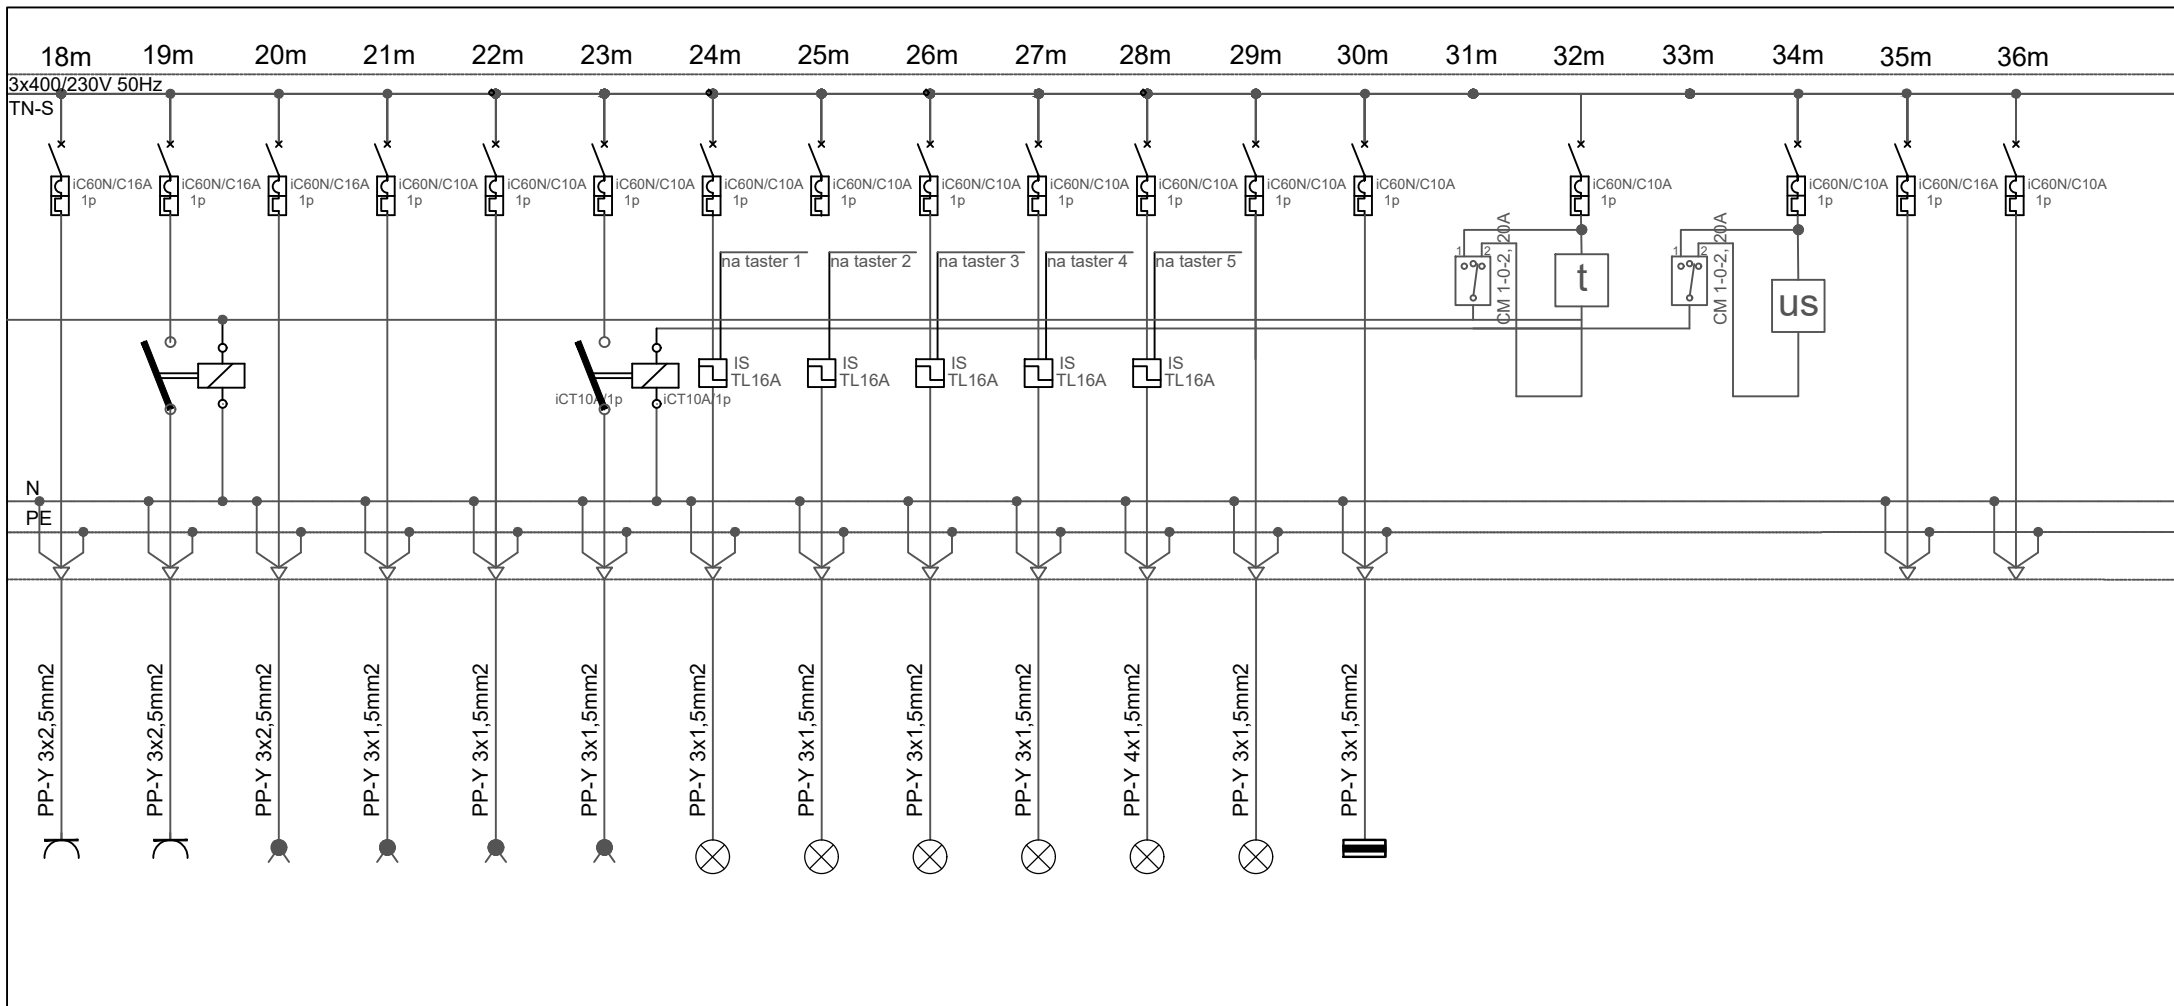 18m 19m 20m 21m 22m 23m 24m 25m 26m 27m 28m 29m 30m 31m 32m 33m 34m 35m 36m
3x400/230V 50Hz
TN-S
iC60N/C16A iC60N/C16A iC60N/C16A iC60N/C10A iC60N/C10A iC60N/C10A iC60N/C10A iC60N/C10A iC60N/C10A iC60N/C10A iC60N/C10A iC60N/C10A iC60N/C10A iC60N/C10A iC60N/C10A iC60N/C16A iC60N/C10A
1p 1p 1p 1p 1p 1p 1p 1p 1p 1p 1p 1p 1p 1p 1p 1p 1p
na taster 1 na taster 2 na taster 3 na taster 4 na taster 5
1 2 CM 1-0-2, 20A
t
1 2 CM 1-0-2, 20A
us
IS IS IS IS IS
TL16A TL16A TL16A TL16A TL16A
iCT10A/1p iCT10A/1p
N
PE
PP-Y 3x2,5mm2
PP-Y 3x2,5mm2
PP-Y 3x2,5mm2
PP-Y 3x1,5mm2
PP-Y 3x1,5mm2
PP-Y 3x1,5mm2
PP-Y 3x1,5mm2
PP-Y 3x1,5mm2
PP-Y 3x1,5mm2
PP-Y 3x1,5mm2
PP-Y 4x1,5mm2
PP-Y 3x1,5mm2
PP-Y 3x1,5mm2